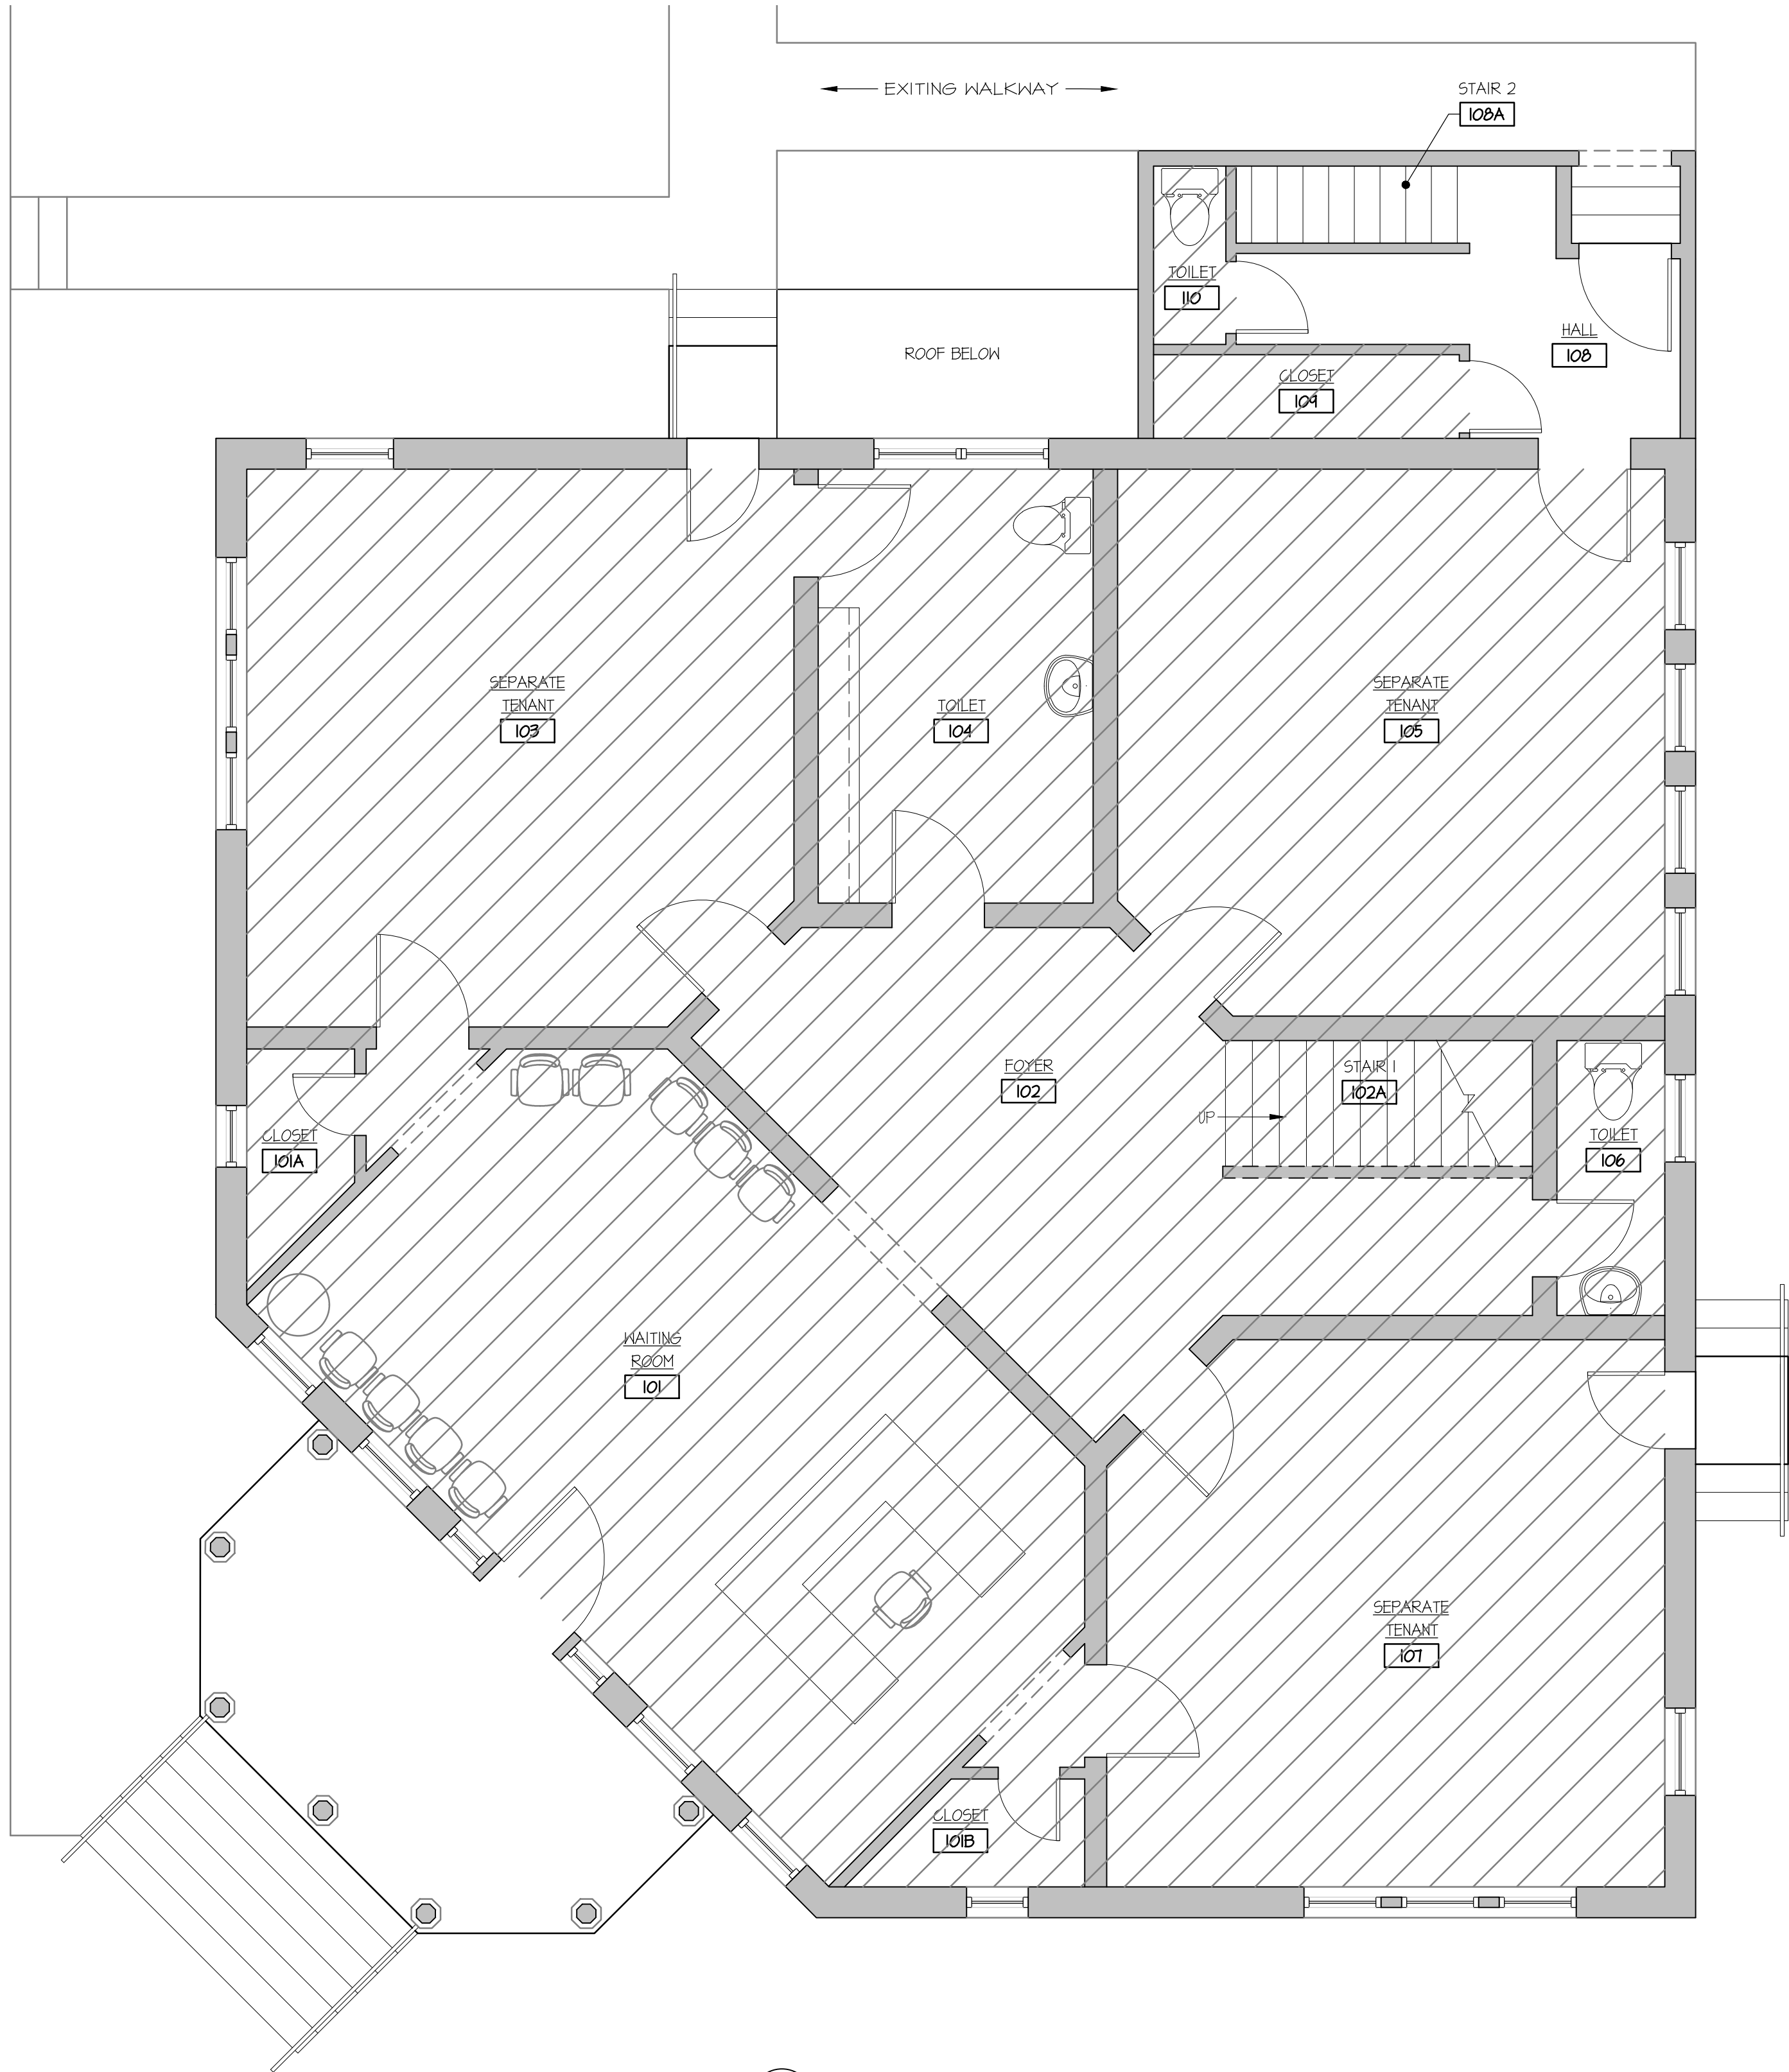 EXITING WALKWAY
STAIR 2
108A
TOILET
110
HALL
108
ROOF BELOW
CLOSET
109
SEPARATE
TENANT
103
TOILET
104
SEPARATE
TENANT
105
FOYER
102
STAIR 1
102A
UP
CLOSET
101A
TOILET
106
WAITING
ROOM
101
SEPARATE
TENANT
107
CLOSET
101B